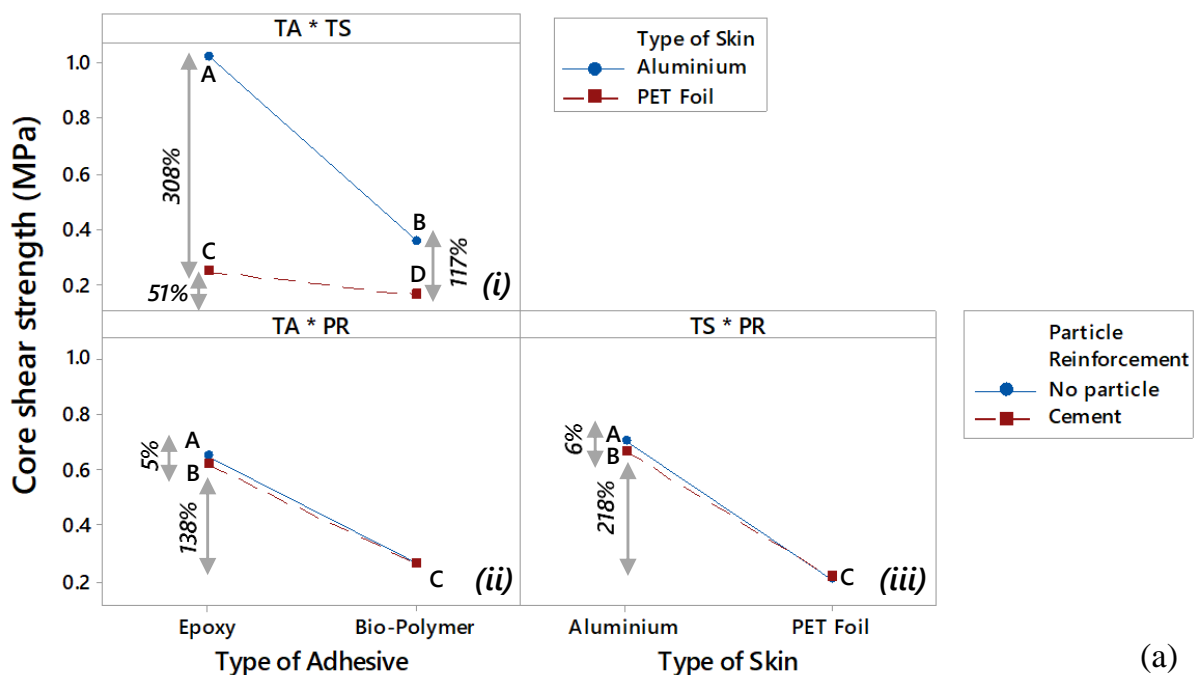 TA * TS
Type of Skin
Aluminium
PET Foil
Core shear strength (MPa)
1.0
0.8
0.6
0.4
0.2
A
B
C
D
308%
51%
117%
(i)
TA * PR
TS * PR
Particle
Reinforcement
No particle
Cement
1.0
0.8
0.6
0.4
0.2
A
B
C
5%
138%
(ii)
A
B
C
6%
218%
(iii)
Epoxy
Bio-Polymer
Aluminium
PET Foil
Type of Adhesive
Type of Skin
(a)